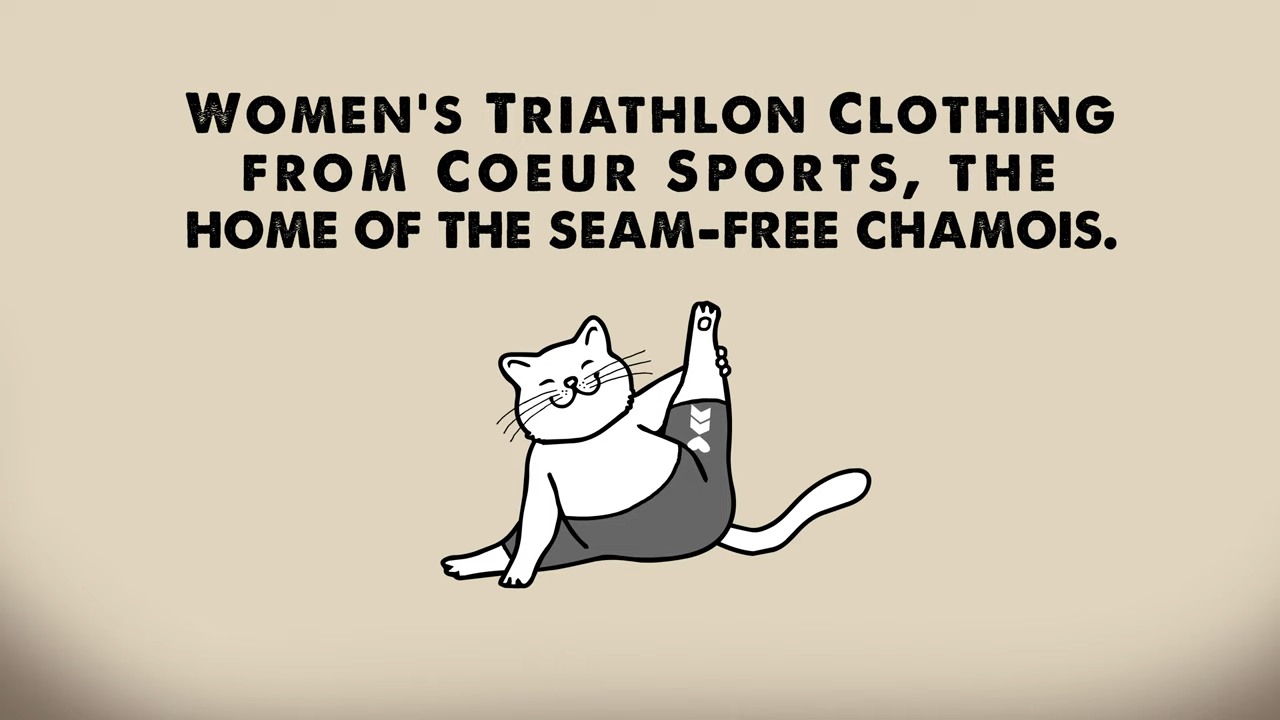 Women's Triathlon Clothing
from Coeur Sports, the
home of the seam-free chamois.